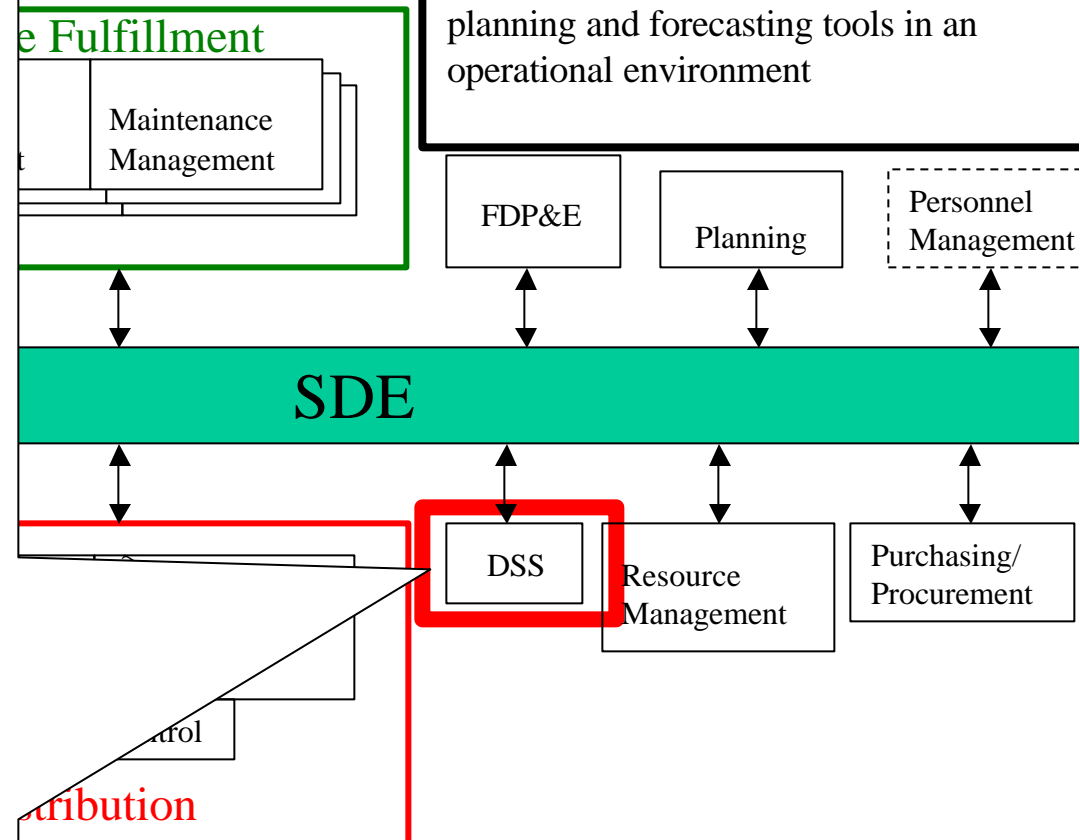 e Fulfillment
planning and forecasting tools in an
operational environment
Maintenance
t
Management
FDP&E
Planning
Personnel
Management
SDE
DSS
Resource
Management
Purchasing/
Procurement
trol
tribution